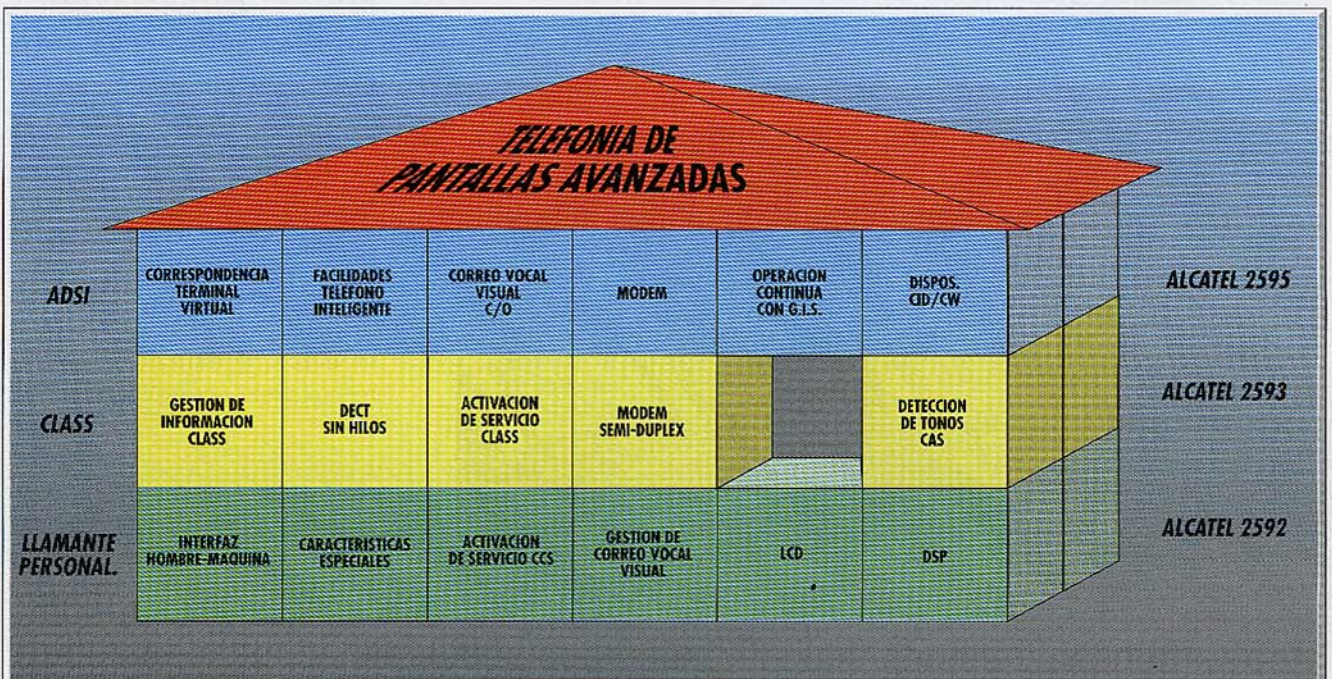 TELEFONIA DE
PANTALLAS AVANZADAS
ADSI
CORRESPONDENCIA
TERMINAL
VIRTUAL
FACILIDADES
TELEFONO
INTELIGENTE
CORREO VOCAL
VISUAL
C/O
MODEM
OPERACION
CONTINUA
CON G.I.S.
DISPOS.
CID/CW
ALCATEL 2595
CLASS
GESTION DE
INFORMACION
CLASS
DECT
SIN HILOS
ACTIVACION
DE SERVICIO
CLASS
MODEM
SEMI-DUPLEX
DETECCION
DE TONOS
CAS
ALCATEL 2593
LLAMANTE
PERSONAL.
INTERFAZ
HOMBRE-MAQUINA
CARACTERISTICAS
ESPECIALES
ACTIVACION
DE SERVICIO CCS
GESTION DE
CORREO VOCAL
VISUAL
LCD
DSP
ALCATEL 2592